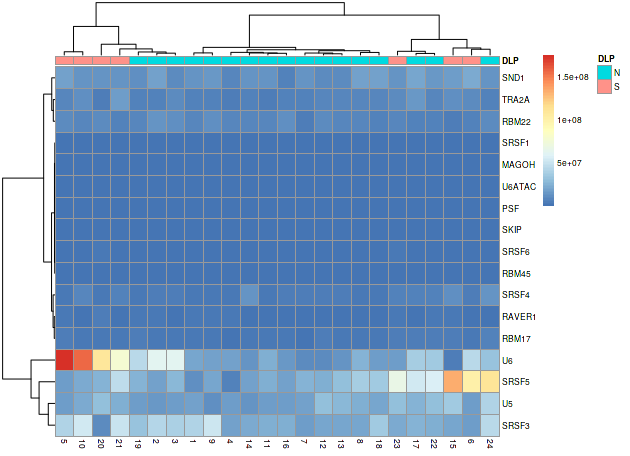 DLP
SND1
TRA2A
RBM22
SRSF1
MAGOH
U6ATAC
PSF
SKIP
SRSF6
RBM45
SRSF4
RAVER1
RBM17
U6
SRSF5
U5
SRSF3
5 10 20 21 19 2 3 1 9 4 14 11 16 7 12 13 8 18 23 17 22 15 6 24
1.5e+08
1e+08
5e+07
DLP
N
S